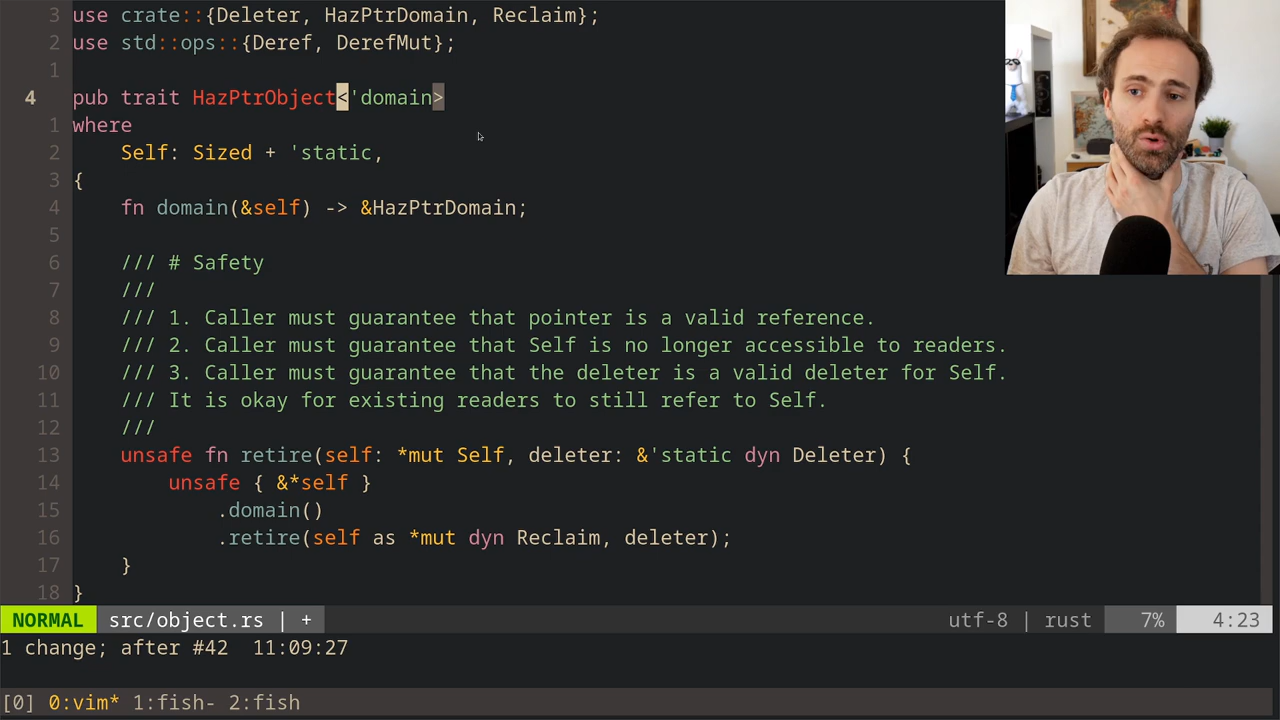 3 use crate::{Deleter, HazPtrDomain, Reclaim};
2 use std::ops::{Deref, DerefMut};
1
4 pub trait HazPtrObject<'domain>
1 where
2     Self: Sized + 'static,
3 {
4     fn domain(&self) -> &HazPtrDomain;
5
6     /// # Safety
7     ///
8     /// 1. Caller must guarantee that pointer is a valid reference.
9     /// 2. Caller must guarantee that Self is no longer accessible to readers.
10     /// 3. Caller must guarantee that the deleter is a valid deleter for Self.
11     /// It is okay for existing readers to still refer to Self.
12     ///
13     unsafe fn retire(self: *mut Self, deleter: &'static dyn Deleter) {
14         unsafe { &*self }
15             .domain()
16             .retire(self as *mut dyn Reclaim, deleter);
17     }
18 }
NORMAL src/object.rs | + utf-8 | rust 7% 4:23
1 change; after #42  11:09:27
[0] 0:vim* 1:fish- 2:fish